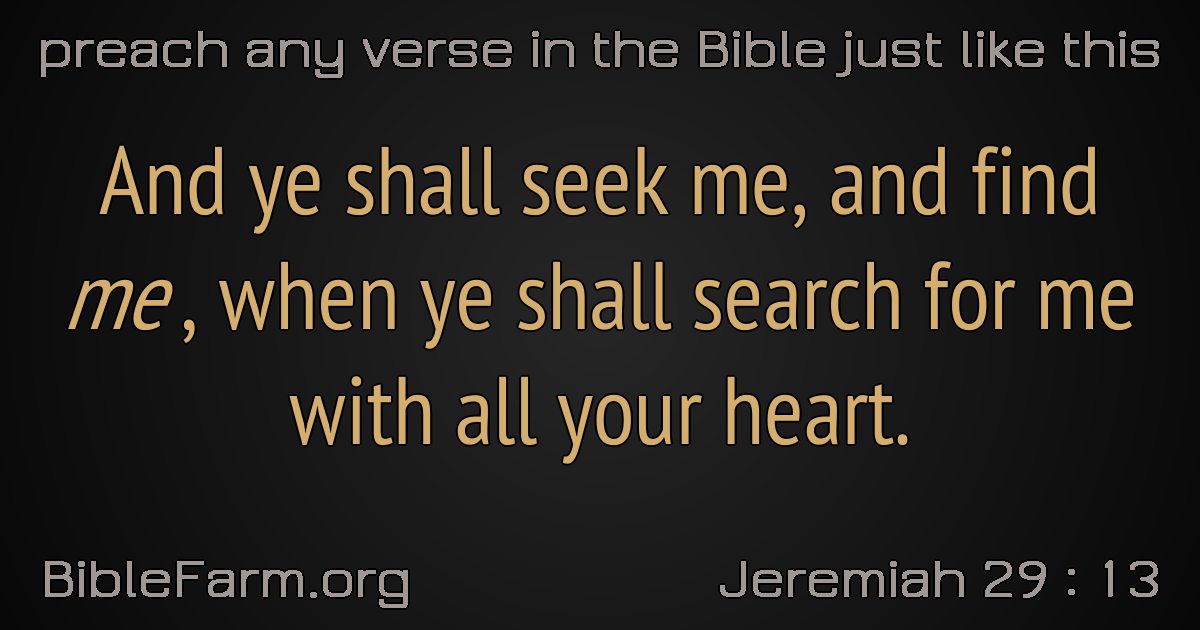 preach any verse in the Bible just like this
And ye shall seek me, and find
me , when ye shall search for me
with all your heart.
BibleFarm.org
Jeremiah 29 : 13